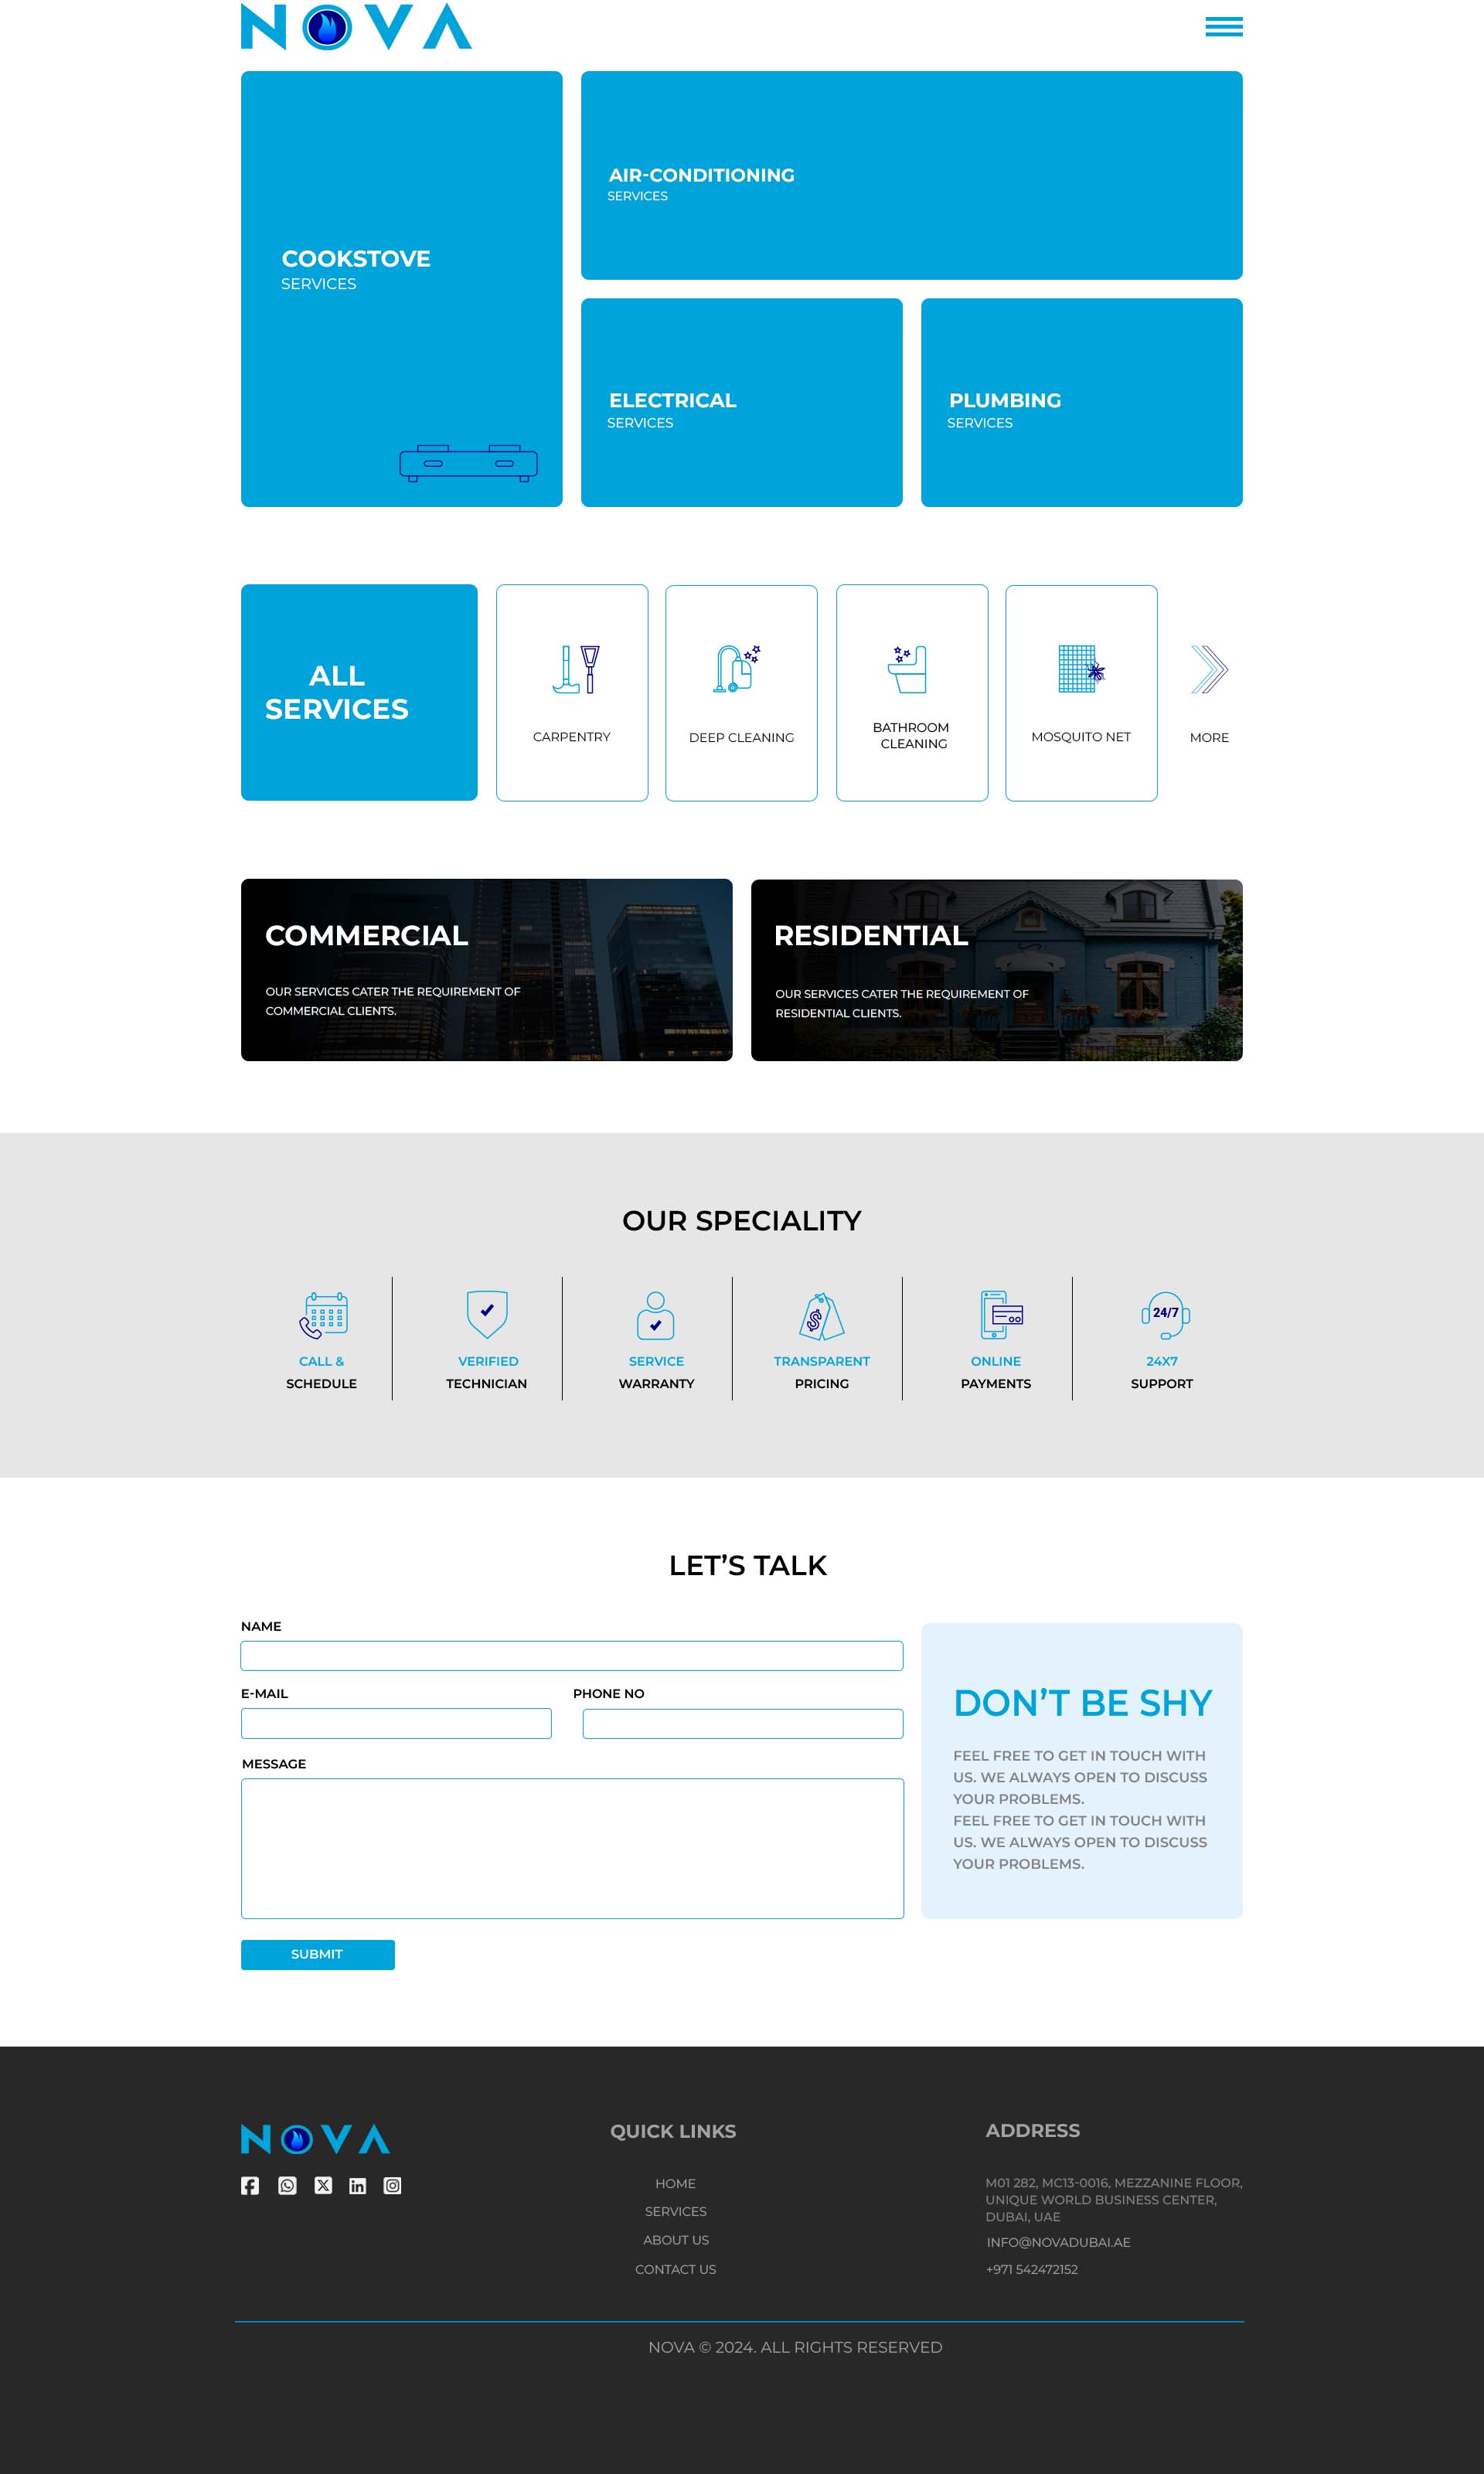 NOVA
COOKSTOVE
SERVICES
AIR-CONDITIONING
SERVICES
ELECTRICAL
SERVICES
PLUMBING
SERVICES
ALL
SERVICES
CARPENTRY
DEEP CLEANING
BATHROOM
CLEANING
MOSQUITO NET
MORE
COMMERCIAL
OUR SERVICES CATER THE REQUIREMENT OF
COMMERCIAL CLIENTS.
RESIDENTIAL
OUR SERVICES CATER THE REQUIREMENT OF
RESIDENTIAL CLIENTS.
OUR SPECIALITY
CALL &
SCHEDULE
VERIFIED
TECHNICIAN
SERVICE
WARRANTY
$
TRANSPARENT
PRICING
ONLINE
PAYMENTS
24/7
24X7
SUPPORT
LET’S TALK
NAME
E-MAIL
PHONE NO
MESSAGE
SUBMIT
DON’T BE SHY
FEEL FREE TO GET IN TOUCH WITH
US. WE ALWAYS OPEN TO DISCUSS
YOUR PROBLEMS.
FEEL FREE TO GET IN TOUCH WITH
US. WE ALWAYS OPEN TO DISCUSS
YOUR PROBLEMS.
NOVA
QUICK LINKS
HOME
SERVICES
ABOUT US
CONTACT US
ADDRESS
M01 282, MC13-0016, MEZZANINE FLOOR,
UNIQUE WORLD BUSINESS CENTER,
DUBAI, UAE
INFO@NOVADUBAI.AE
+971 542472152
NOVA © 2024. ALL RIGHTS RESERVED